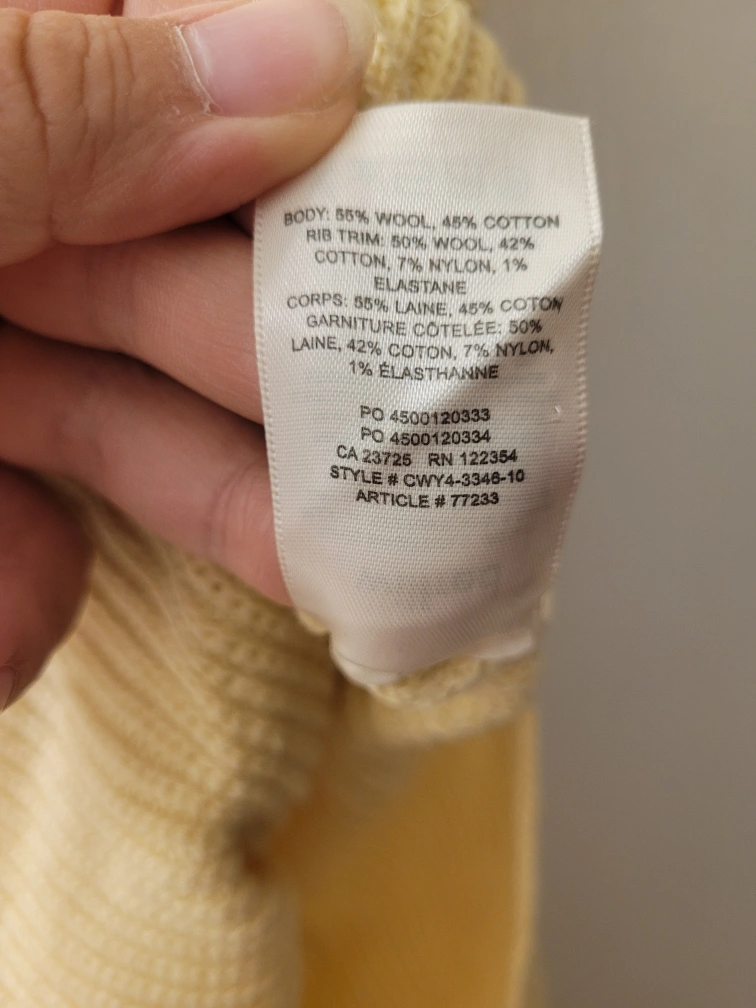 BODY: 55% WOOL, 45% COTTON
RIB TRIM: 50% WOOL, 42%
COTTON, 7% NYLON, 1%
ELASTANE
CORPS: 55% LAINE, 45% COTON
GARNITURE CÔTELÉE: 50%
LAINE, 42% COTON, 7% NYLON,
1% ÉLASTHANNE
PO 4500120333
PO 4500120334
CA 23725 RN 122354
STYLE # CWY4-3346-10
ARTICLE # 77233